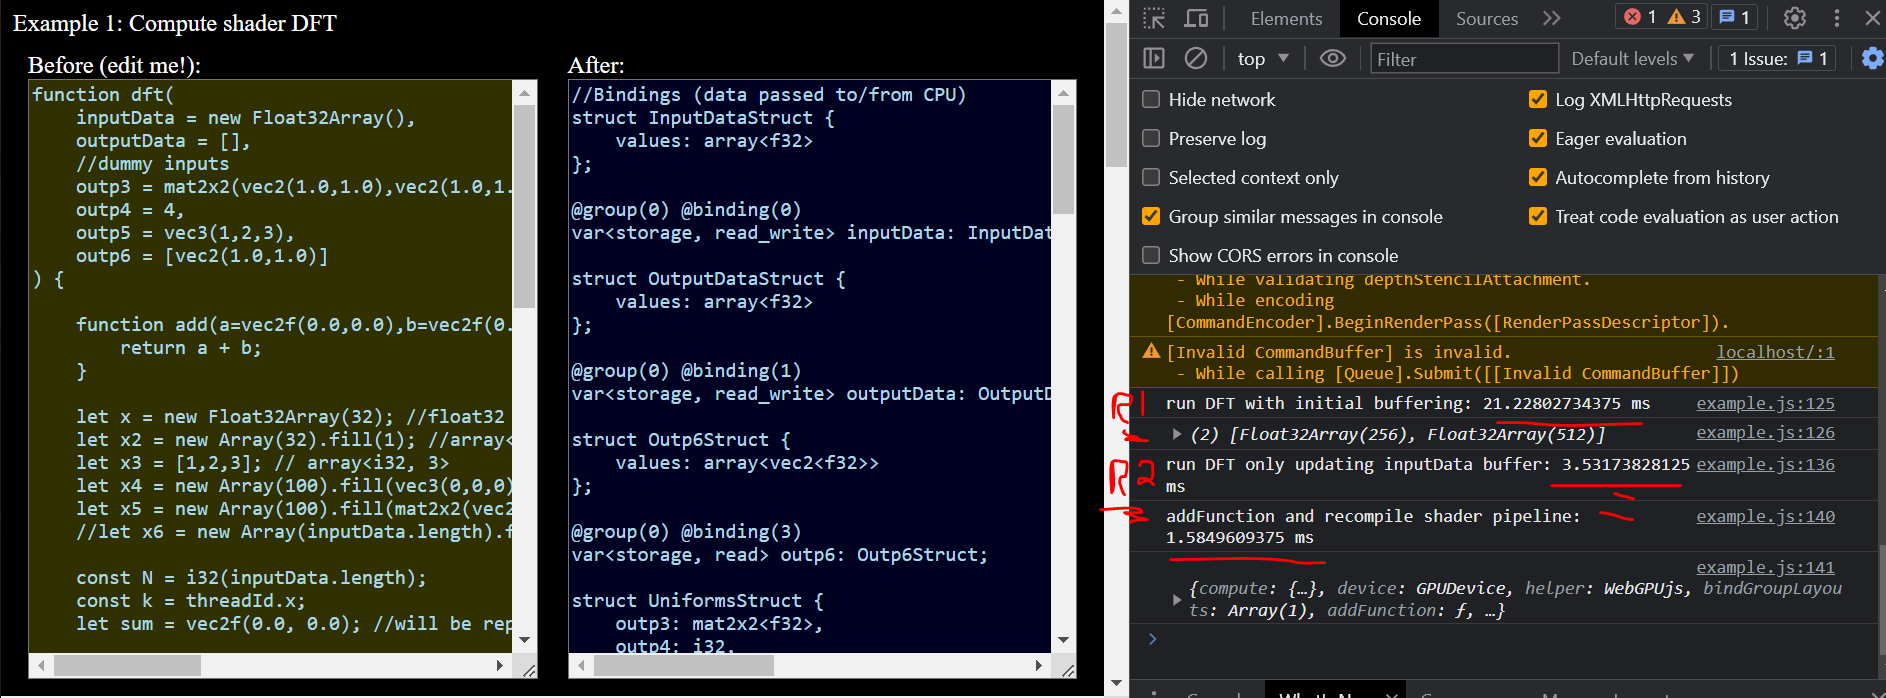 Example 1: Compute shader DFT
Before (edit me!):
function dft(
inputData = new Float32Array(),
outputData = [],
//dummy inputs
outp3 = mat2x2(vec2(1.0,1.0),vec2(1.0,1.
outp4 = 4,
outp5 = vec3(1,2,3),
outp6 = [vec2(1.0,1.0)]
) {
function add(a=vec2f(0.0,0.0),b=vec2f(0.
return a + b;
}
let x = new Float32Array(32); //float32
let x2 = new Array(32).fill(1); //array<
let x3 = [1,2,3]; // array<i32, 3>
let x4 = new Array(100).fill(vec3(0,0,0)
let x5 = new Array(100).fill(mat2x2(vec2
//let x6 = new Array(inputData.length).f
const N = i32(inputData.length);
const k = threadId.x;
let sum = vec2f(0.0, 0.0); //will be rep
After:
//Bindings (data passed to/from CPU)
struct InputDataStruct {
values: array<f32>
};
@group(0) @binding(0)
var<storage, read_write> inputData: InputDat
struct OutputDataStruct {
values: array<f32>
};
@group(0) @binding(1)
var<storage, read_write> outputData: OutputD
struct Outp6Struct {
values: array<vec2<f32>>
};
@group(0) @binding(3)
var<storage, read> outp6: Outp6Struct;
struct UniformsStruct {
outp3: mat2x2<f32>,
outp4: i32,
Elements Console Sources 1 3 1
top Filter Default levels 1 Issue: 1
Hide network Log XMLHttpRequests
Preserve log Eager evaluation
Selected context only Autocomplete from history
Group similar messages in console Treat code evaluation as user action
Show CORS errors in console
- While validating depthStencilAttachment.
- While encoding
[CommandEncoder].BeginRenderPass([RenderPassDescriptor]).
[Invalid CommandBuffer] is invalid. localhost/:1
- While calling [Queue].Submit([[Invalid CommandBuffer]])
R1 run DFT with initial buffering: 21.22802734375 ms example.js:125
(2) [Float32Array(256), Float32Array(512)] example.js:126
R2 run DFT only updating inputData buffer: 3.53173828125 example.js:136
ms
addFunction and recompile shader pipeline: example.js:140
1.5849609375 ms
example.js:141
{compute: {…}, device: GPUDevice, helper: WebGPUjs, bindGroupLayou
ts: Array(1), addFunction: ƒ, …}